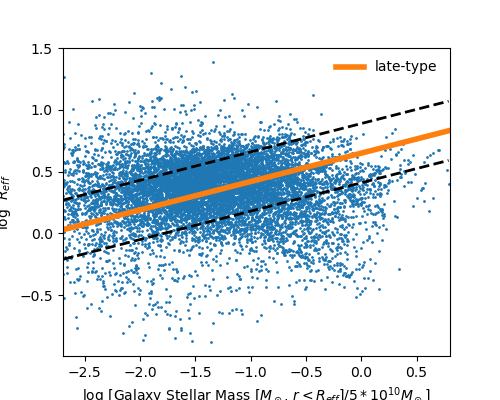 1.5
late-type
1.0
0.5
0.0
−0.5
log R_eff
−2.5 −2.0 −1.5 −1.0 −0.5 0.0 0.5
log [Galaxy Stellar Mass [M_⊙, r < R_eff]/5 * 10^10 M_⊙]